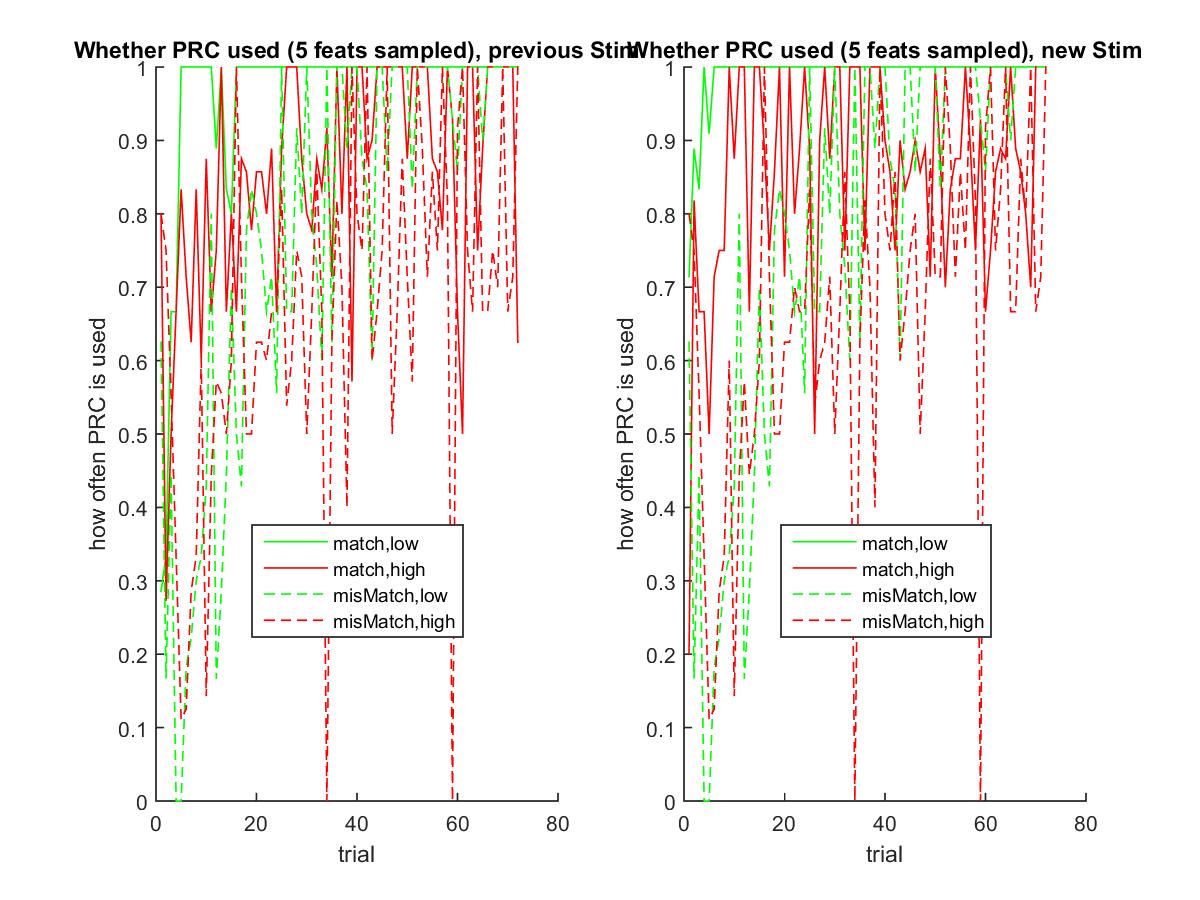 Whether PRC used (5 feats sampled), previous Stim
Whether PRC used (5 feats sampled), new Stim
how often PRC is used
1
0.9
0.8
0.7
0.6
0.5
0.4
0.3
0.2
0.1
0
0 20 40 60 80
trial
match,low
match,high
misMatch,low
misMatch,high
how often PRC is used
1
0.9
0.8
0.7
0.6
0.5
0.4
0.3
0.2
0.1
0
0 20 40 60 80
trial
match,low
match,high
misMatch,low
misMatch,high